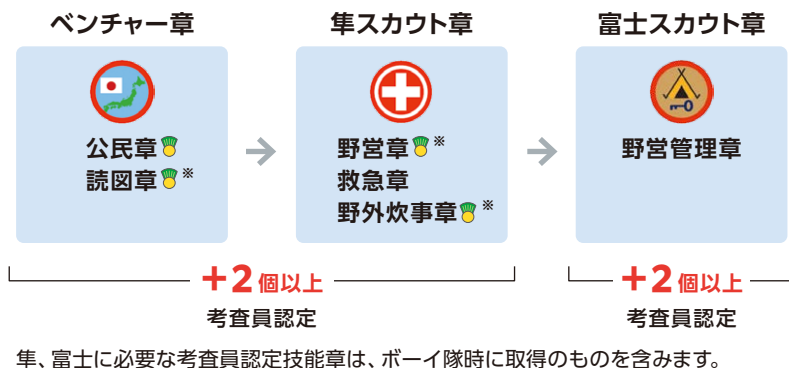 ベンチャー章
公民章
読図章※
隼スカウト章
野営章※
救急章
野外炊事章※
富士スカウト章
野営管理章
+2個以上
考査員認定
+2個以上
考査員認定
隼、富士に必要な考査員認定技能章は、ボーイ隊時に取得のものを含みます。